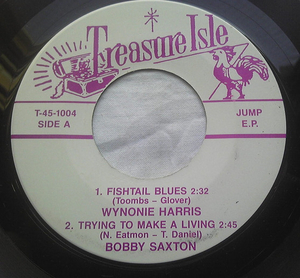 Treasure Isle
T-45-1004
SIDE A
JUMP
E.P.
1. FISHTAIL BLUES 2:32
(Toombs - Glover)
WYNONIE HARRIS
2. TRYING TO MAKE A LIVING 2:45
(N. Eatmon - T. Daniel)
BOBBY SAXTON